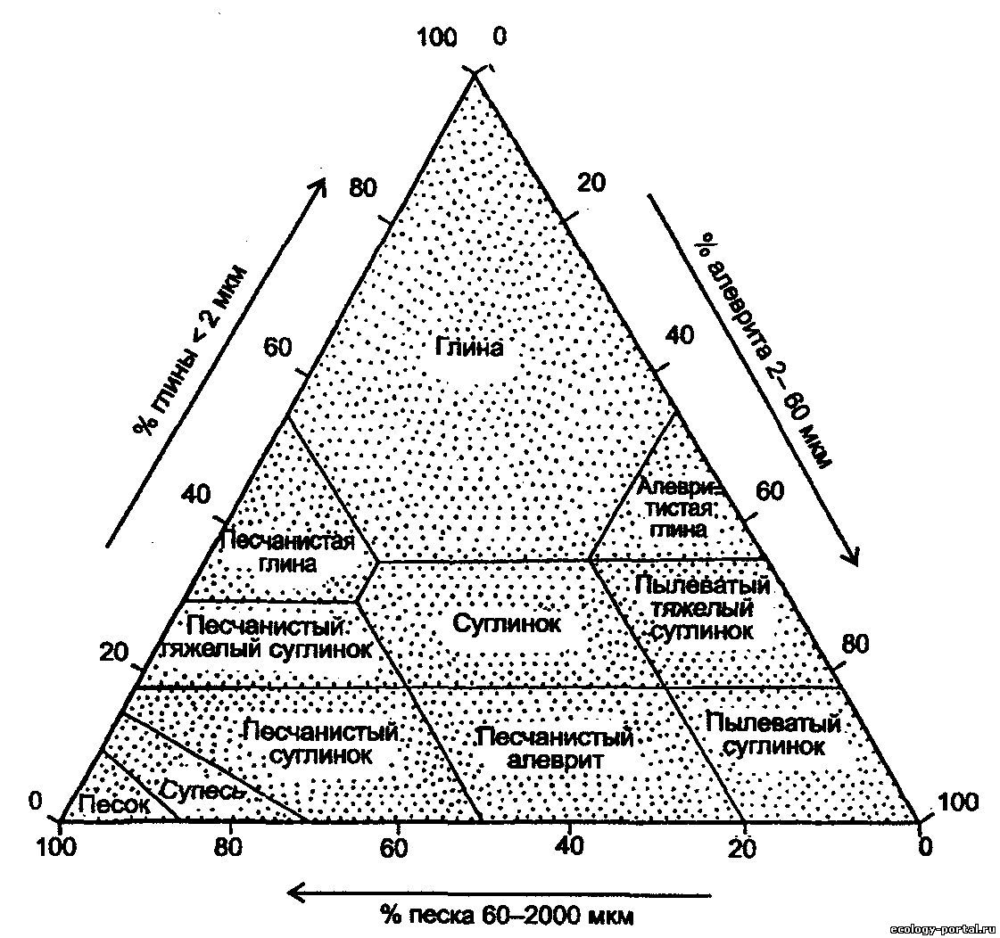 100 0
80
20
% глины < 2 мкм
% алеврита 2– 60 мкм
60
40
Глина
40
60
Алеври-
тистая
глина
Песчанистая
глина
Пылеватый
тяжелый
суглинок
Суглинок
Песчанистый
тяжелый суглинок
20
80
Песчанистый
суглинок
Песчанистый
алеврит
Пылеватый
суглинок
Супесь
Песок
0
100
100
80
60
40
20
0
% песка 60–2000 мкм
ecology-portal.ru